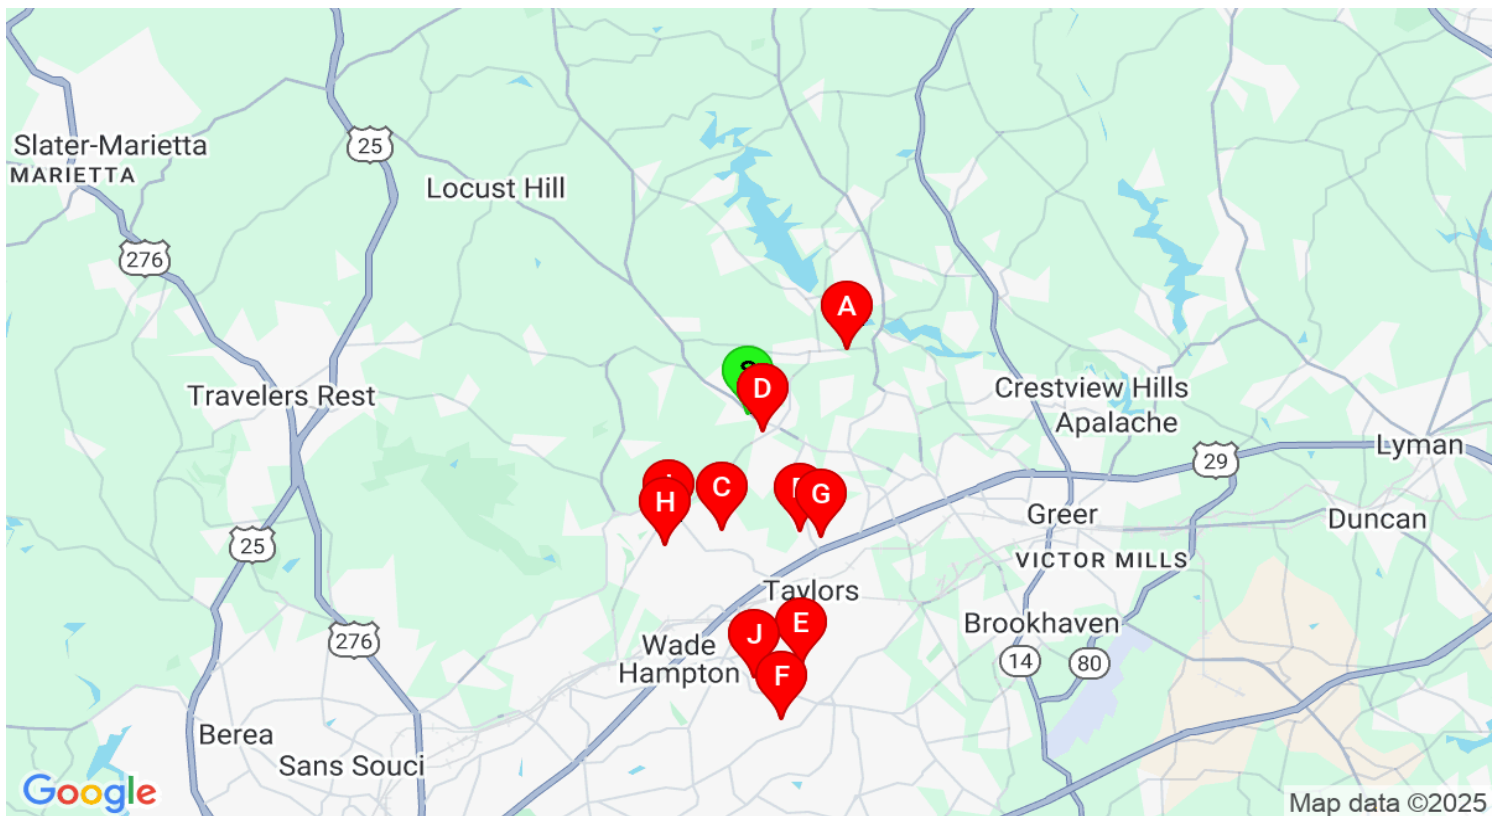 25
Slater-Marietta
MARIETTA
Locust Hill
276
A
D
Travelers Rest
Crestview Hills
Apalache
Lyman
29
C
G
H
25
Greer
Duncan
VICTOR MILLS
Taylors
E
J
Wade
Hampton
F
276
Brookhaven
14
80
Berea
Sans Souci
Google
Map data ©2025